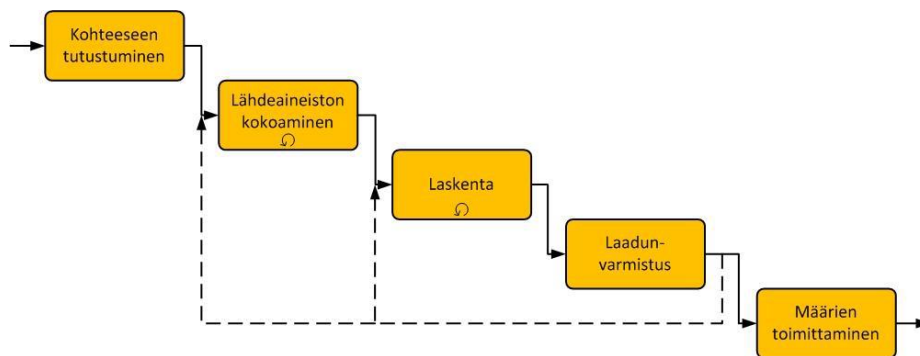 Kohteeseen
tutustuminen
Lähdeaineiston
kokoaminen
Laskenta
Laadun-
varmistus
Määrien
toimittaminen